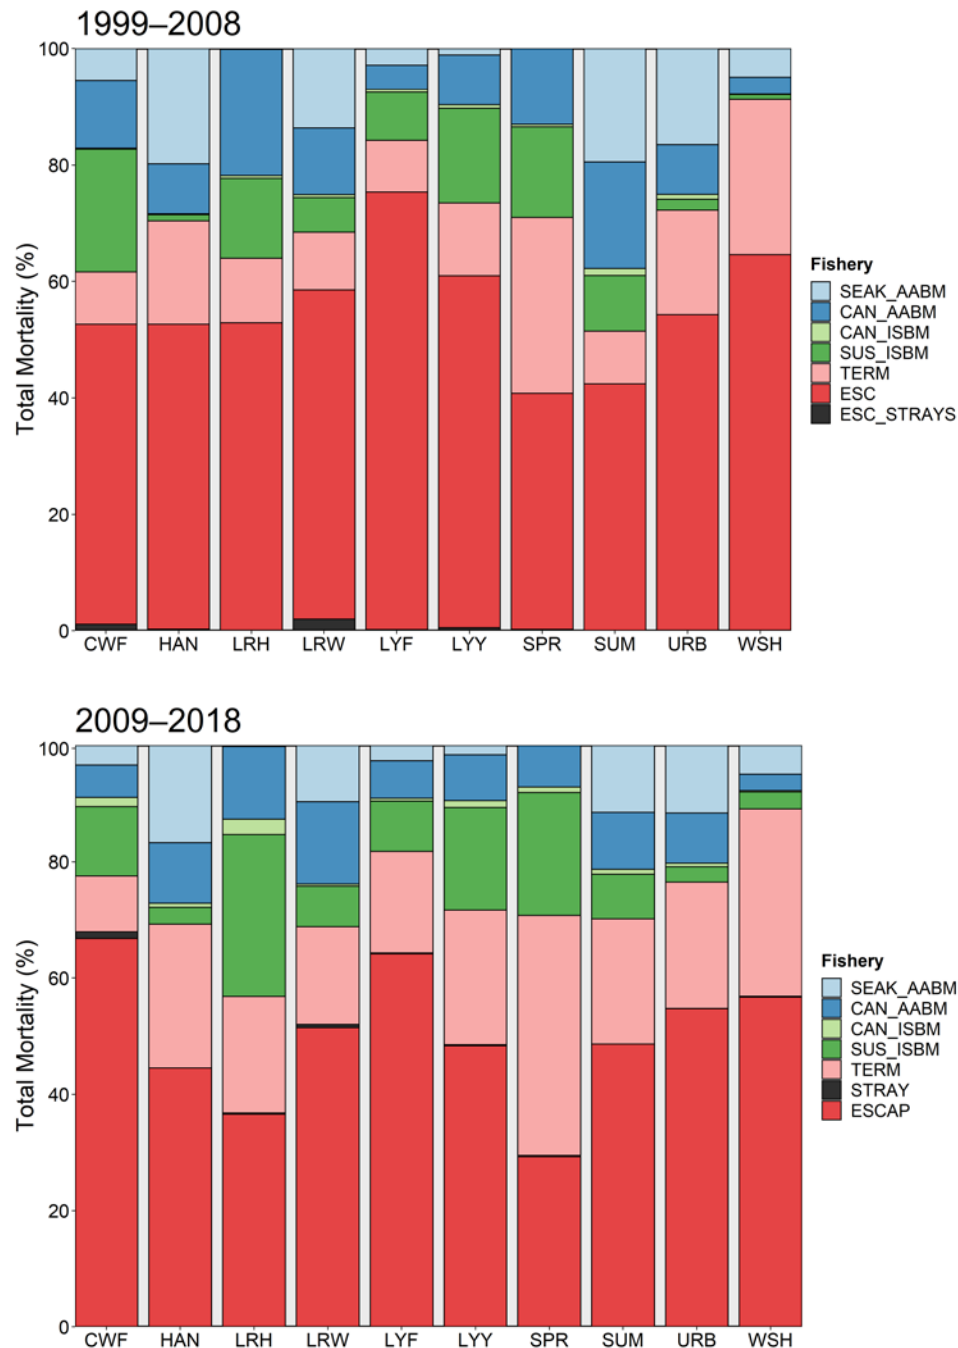 1999–2008
Total Mortality (%)
100
80
60
40
20
0
CWF HAN LRH LRW LYF LYY SPR SUM URB WSH
Fishery
SEAK_AABM
CAN_AABM
CAN_ISBM
SUS_ISBM
TERM
ESC
ESC_STRAYS
2009–2018
Total Mortality (%)
100
80
60
40
20
0
CWF HAN LRH LRW LYF LYY SPR SUM URB WSH
Fishery
SEAK_AABM
CAN_AABM
CAN_ISBM
SUS_ISBM
TERM
STRAY
ESCAP